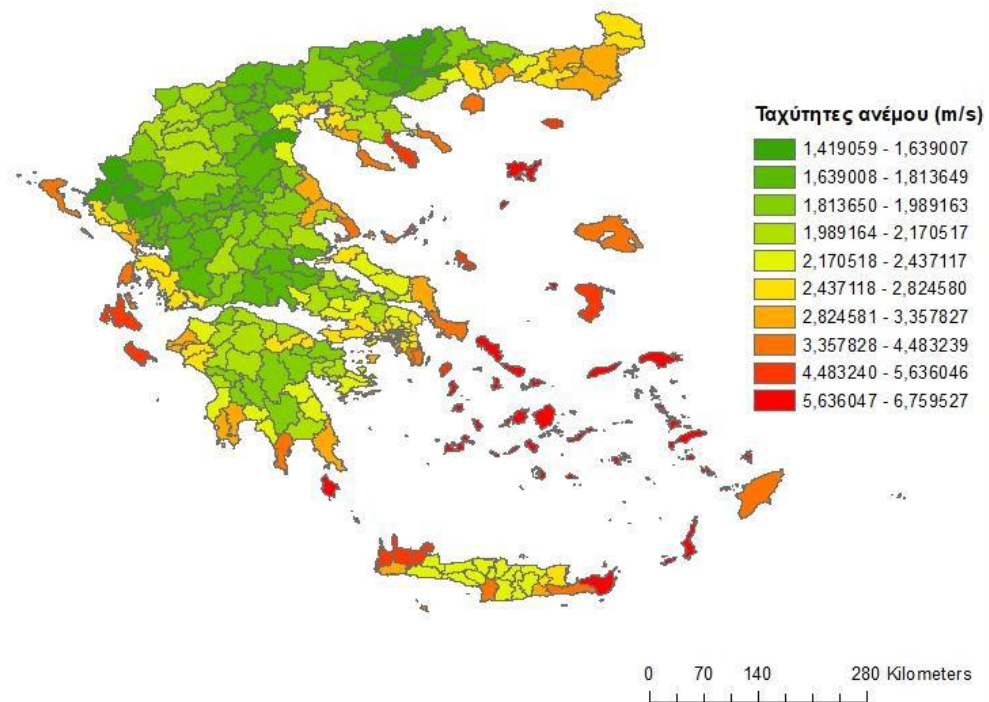 Ταχύτητες ανέμου (m/s)
1,419059 - 1,639007
1,639008 - 1,813649
1,813650 - 1,989163
1,989164 - 2,170517
2,170518 - 2,437117
2,437118 - 2,824580
2,824581 - 3,357827
3,357828 - 4,483239
4,483240 - 5,636046
5,636047 - 6,759527
0 70 140 280 Kilometers